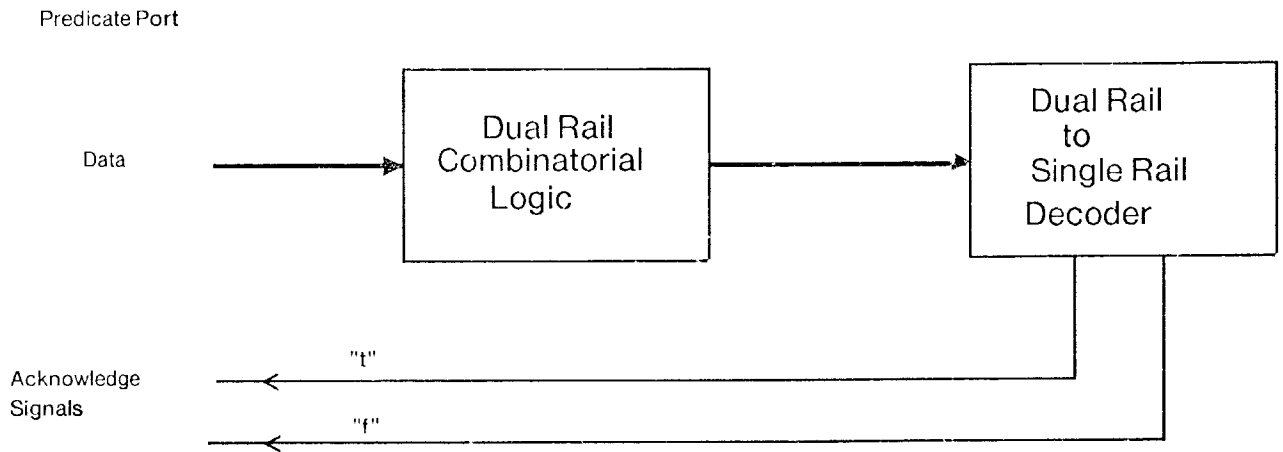 Predicate Port
Data
Dual Rail
Combinatorial
Logic
Dual Rail
to
Single Rail
Decoder
Acknowledge
Signals
"t"
"f"